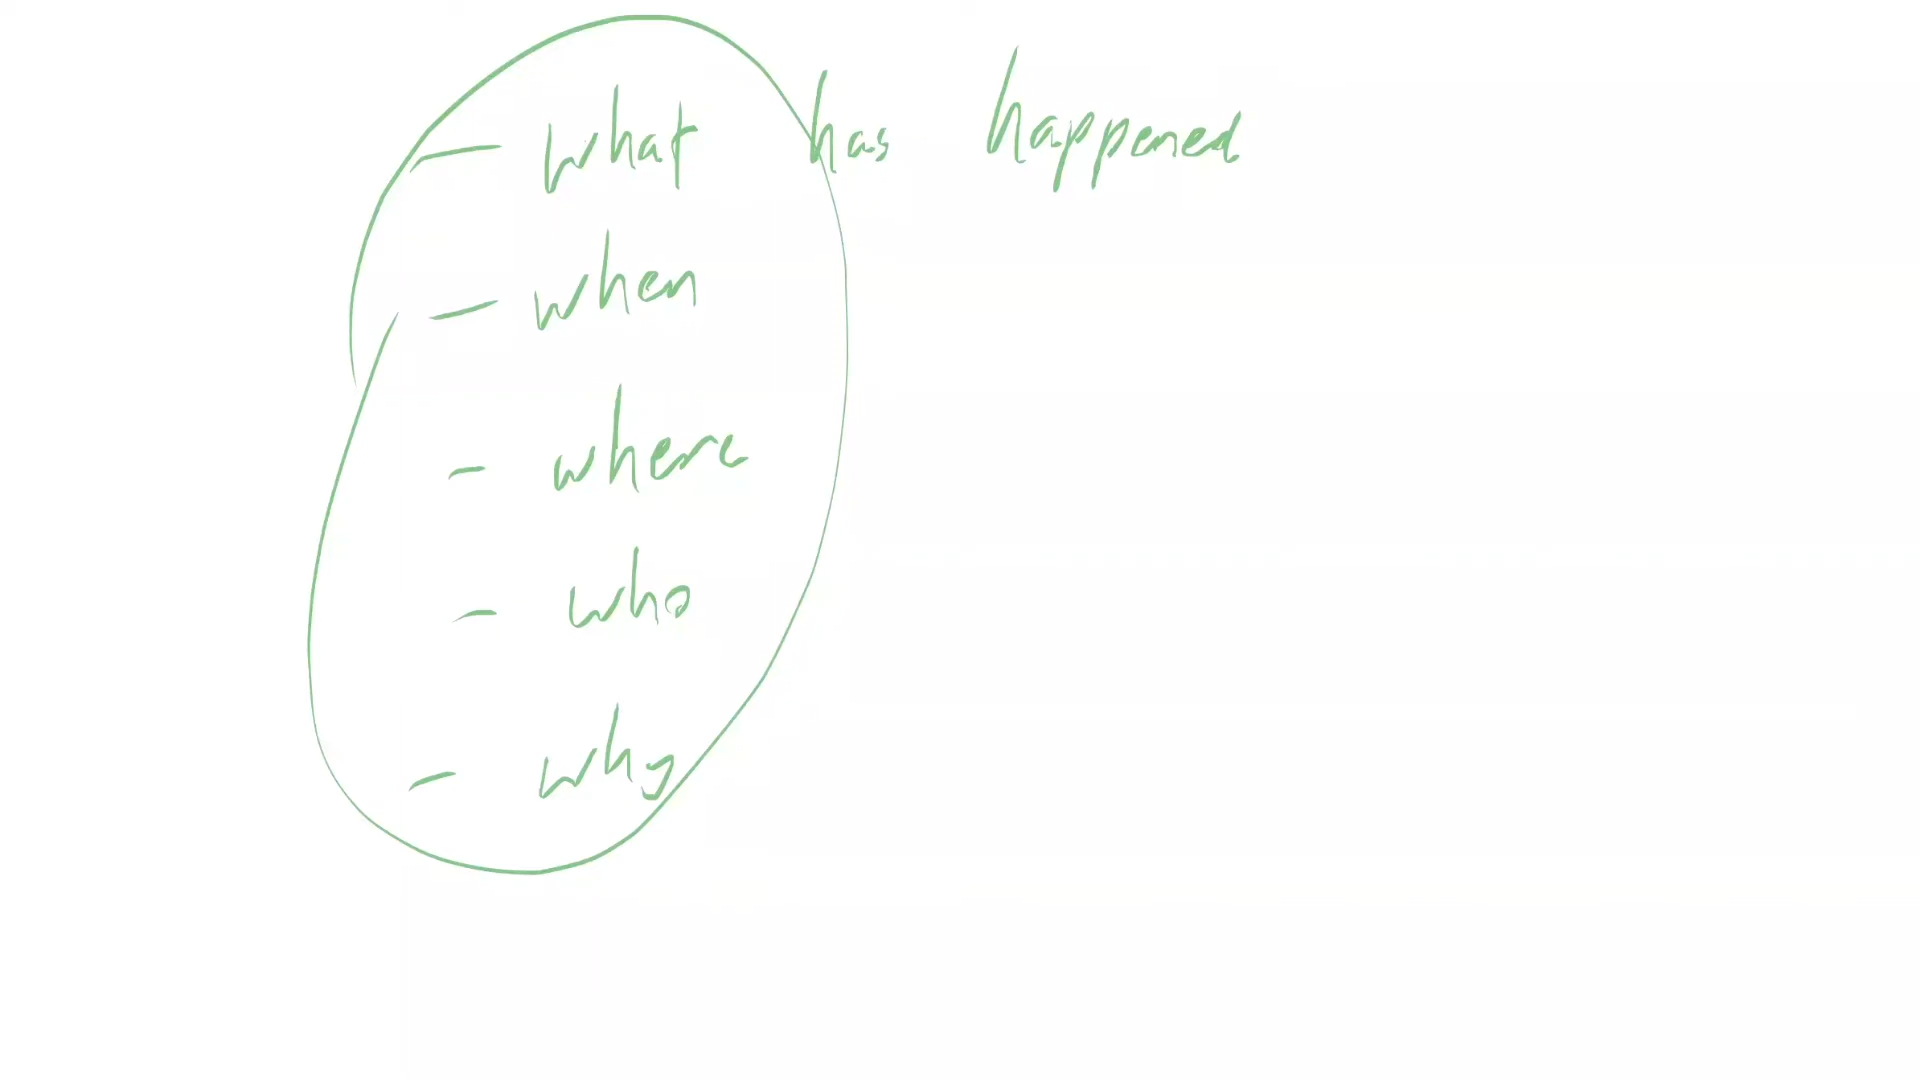 - what has happened
- when
- where
- who
- why